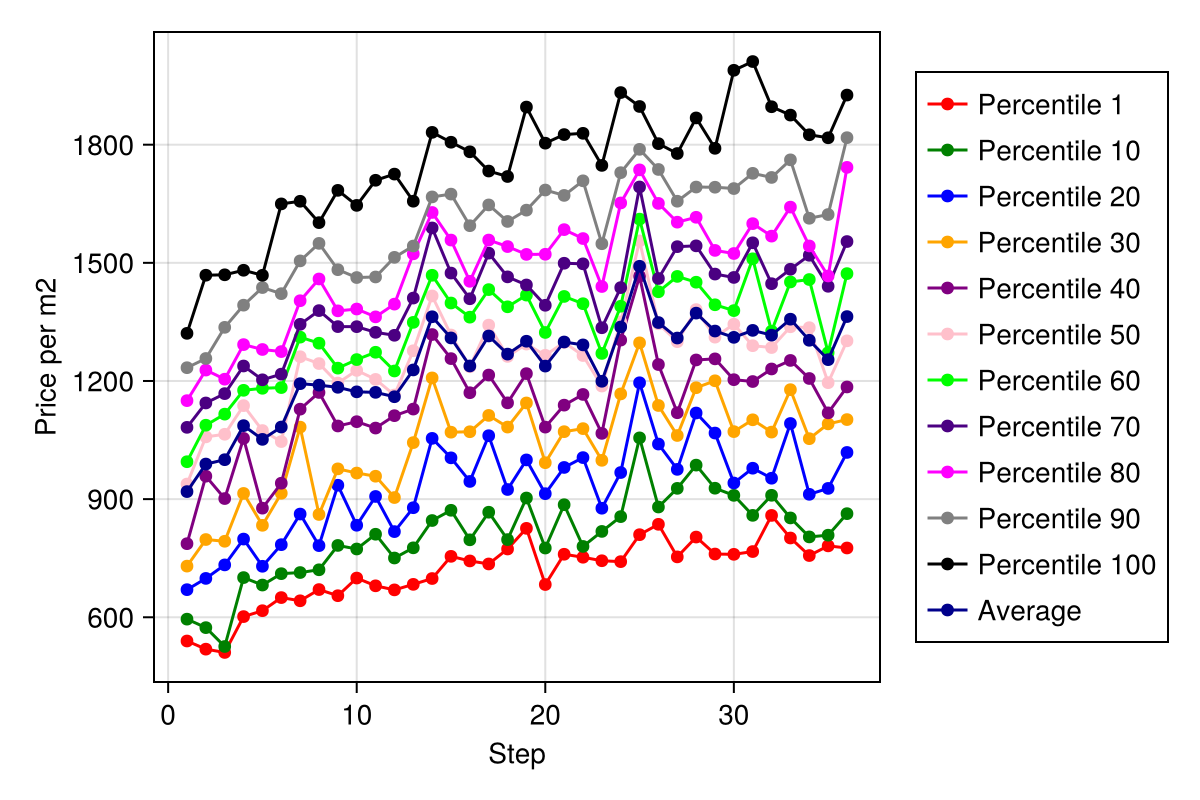 Price per m2
1800
1500
1200
900
600
0 10 20 30
Step
Percentile 1
Percentile 10
Percentile 20
Percentile 30
Percentile 40
Percentile 50
Percentile 60
Percentile 70
Percentile 80
Percentile 90
Percentile 100
Average